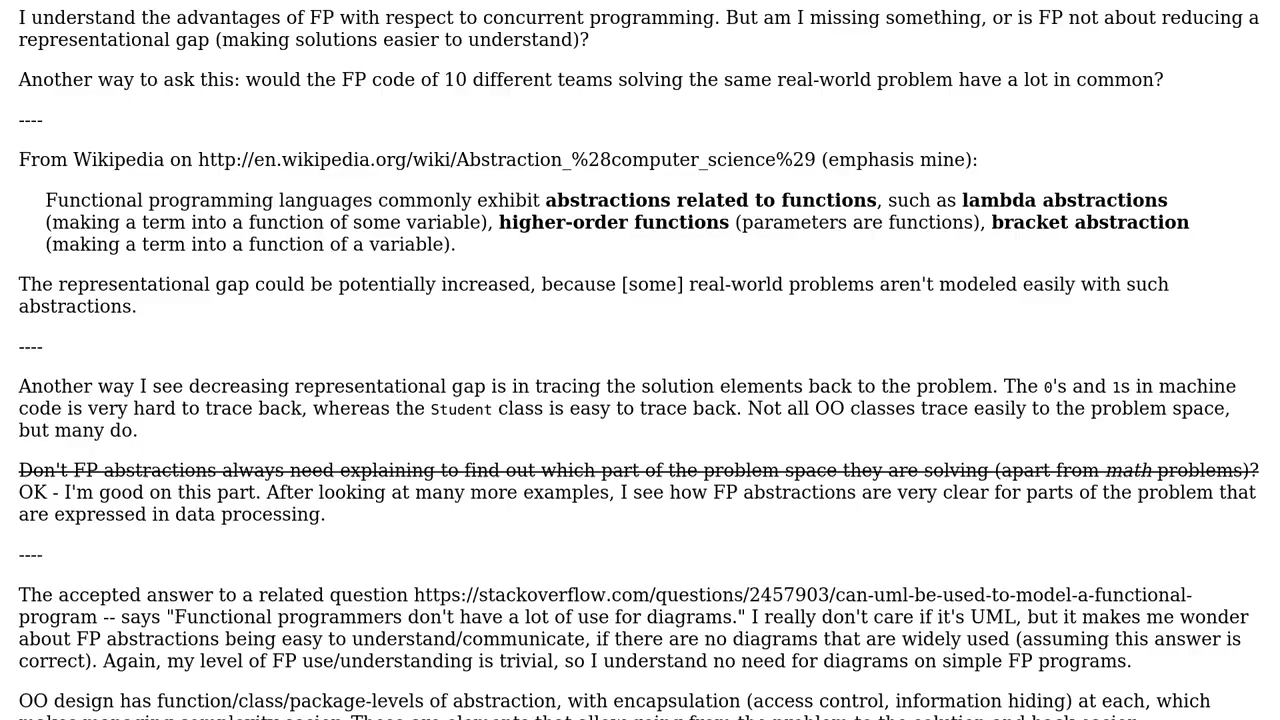 I understand the advantages of FP with respect to concurrent programming. But am I missing something, or is FP not about reducing a
representational gap (making solutions easier to understand)?
Another way to ask this: would the FP code of 10 different teams solving the same real-world problem have a lot in common?
----
From Wikipedia on http://en.wikipedia.org/wiki/Abstraction_%28computer_science%29 (emphasis mine):
Functional programming languages commonly exhibit abstractions related to functions, such as lambda abstractions
(making a term into a function of some variable), higher-order functions (parameters are functions), bracket abstraction
(making a term into a function of a variable).
The representational gap could be potentially increased, because [some] real-world problems aren't modeled easily with such
abstractions.
----
Another way I see decreasing representational gap is in tracing the solution elements back to the problem. The 0's and 1s in machine
code is very hard to trace back, whereas the Student class is easy to trace back. Not all OO classes trace easily to the problem space,
but many do.
Don't FP abstractions always need explaining to find out which part of the problem space they are solving (apart from math problems)?
OK - I'm good on this part. After looking at many more examples, I see how FP abstractions are very clear for parts of the problem that
are expressed in data processing.
----
The accepted answer to a related question https://stackoverflow.com/questions/2457903/can-uml-be-used-to-model-a-functional-
program -- says "Functional programmers don't have a lot of use for diagrams." I really don't care if it's UML, but it makes me wonder
about FP abstractions being easy to understand/communicate, if there are no diagrams that are widely used (assuming this answer is
correct). Again, my level of FP use/understanding is trivial, so I understand no need for diagrams on simple FP programs.
OO design has function/class/package-levels of abstraction, with encapsulation (access control, information hiding) at each, which